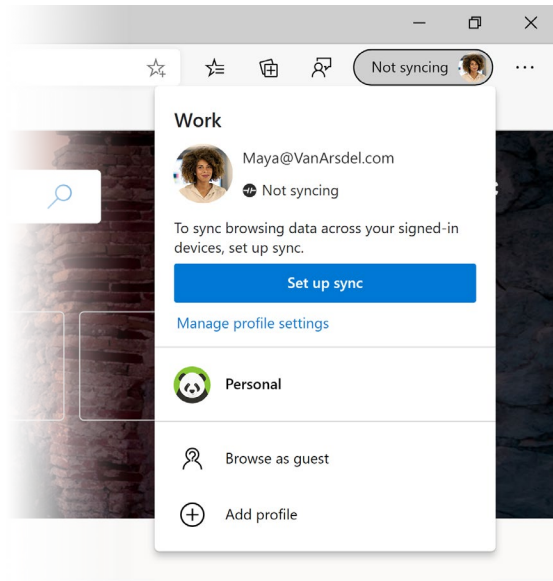 Not syncing
Work
Maya@VanArsdel.com
Not syncing
To sync browsing data across your signed-in
devices, set up sync.
Set up sync
Manage profile settings
Personal
Browse as guest
Add profile